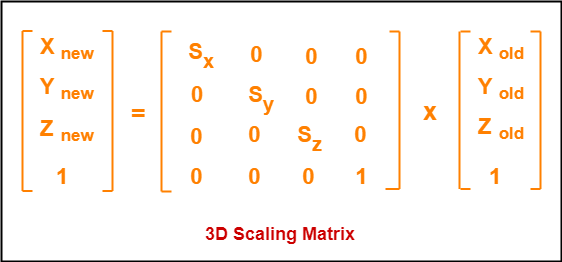 X new Sx 0 0 0 X old
Y new 0 Sy 0 0 Y old
= x
Z new 0 0 Sz 0 Z old
1 0 0 0 1 1
3D Scaling Matrix